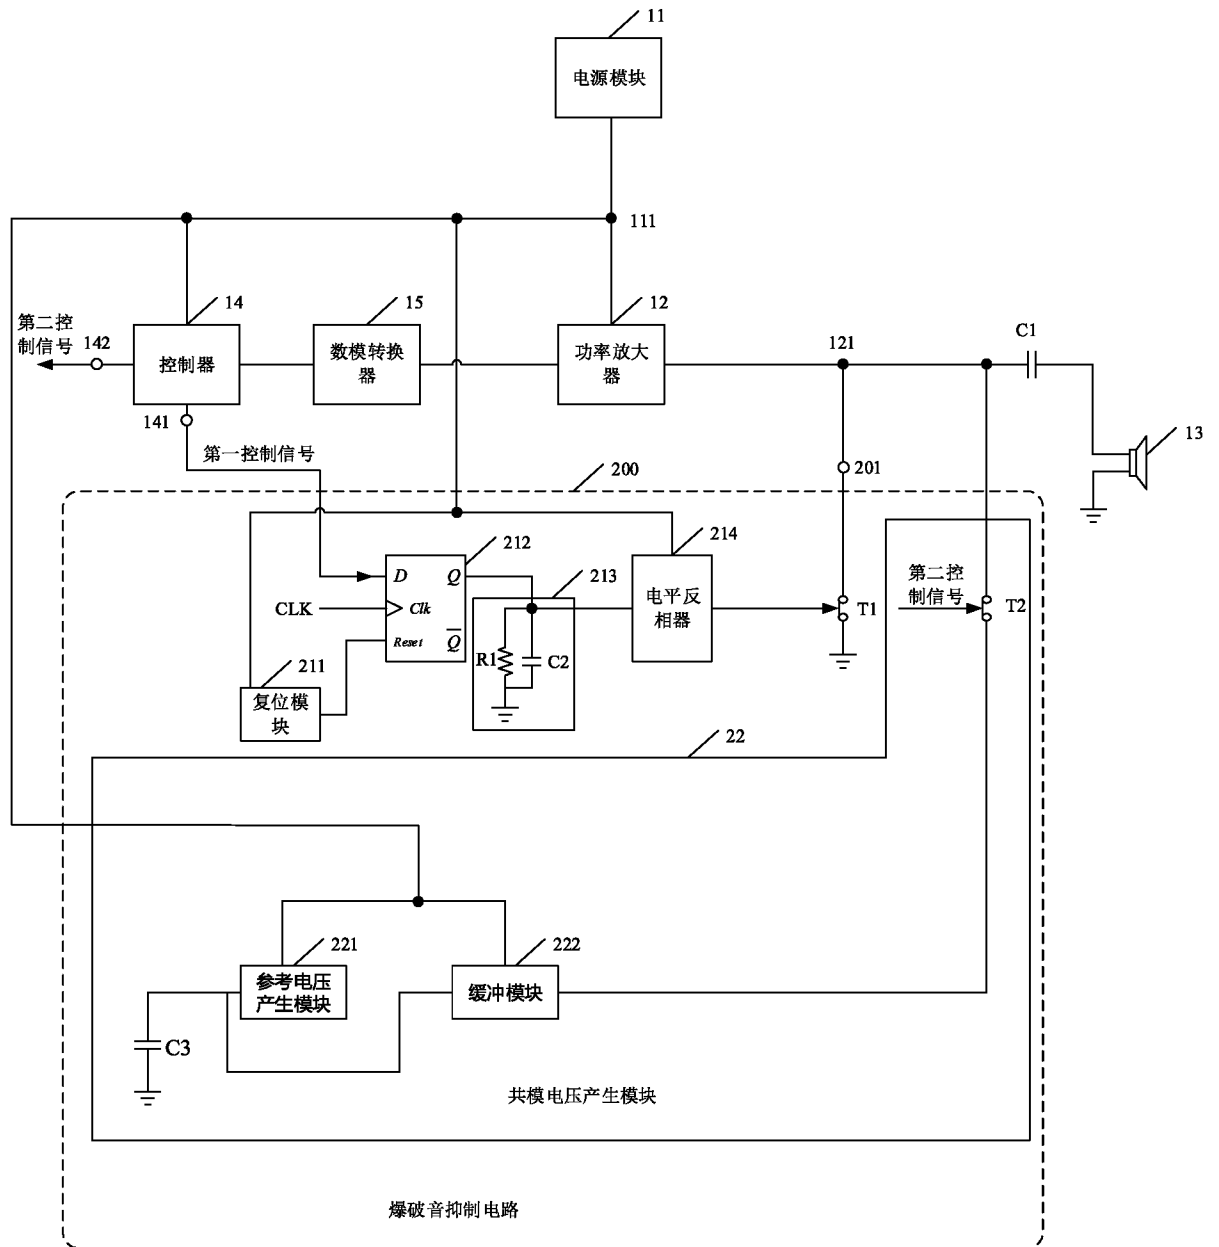 11
电源模块
111
14
15
12
第二控
制信号
142
控制器
数模转换
器
功率放大
器
121
C1
141
第一控制信号
13
200
201
212
214
213
D
Q
CLK
Clk
Reset
Q
电平反
相器
第二控
制信号
T1
T2
R1
C2
211
复位模
块
22
221
222
参考电压
产生模块
缓冲模块
C3
共模电压产生模块
爆破音抑制电路